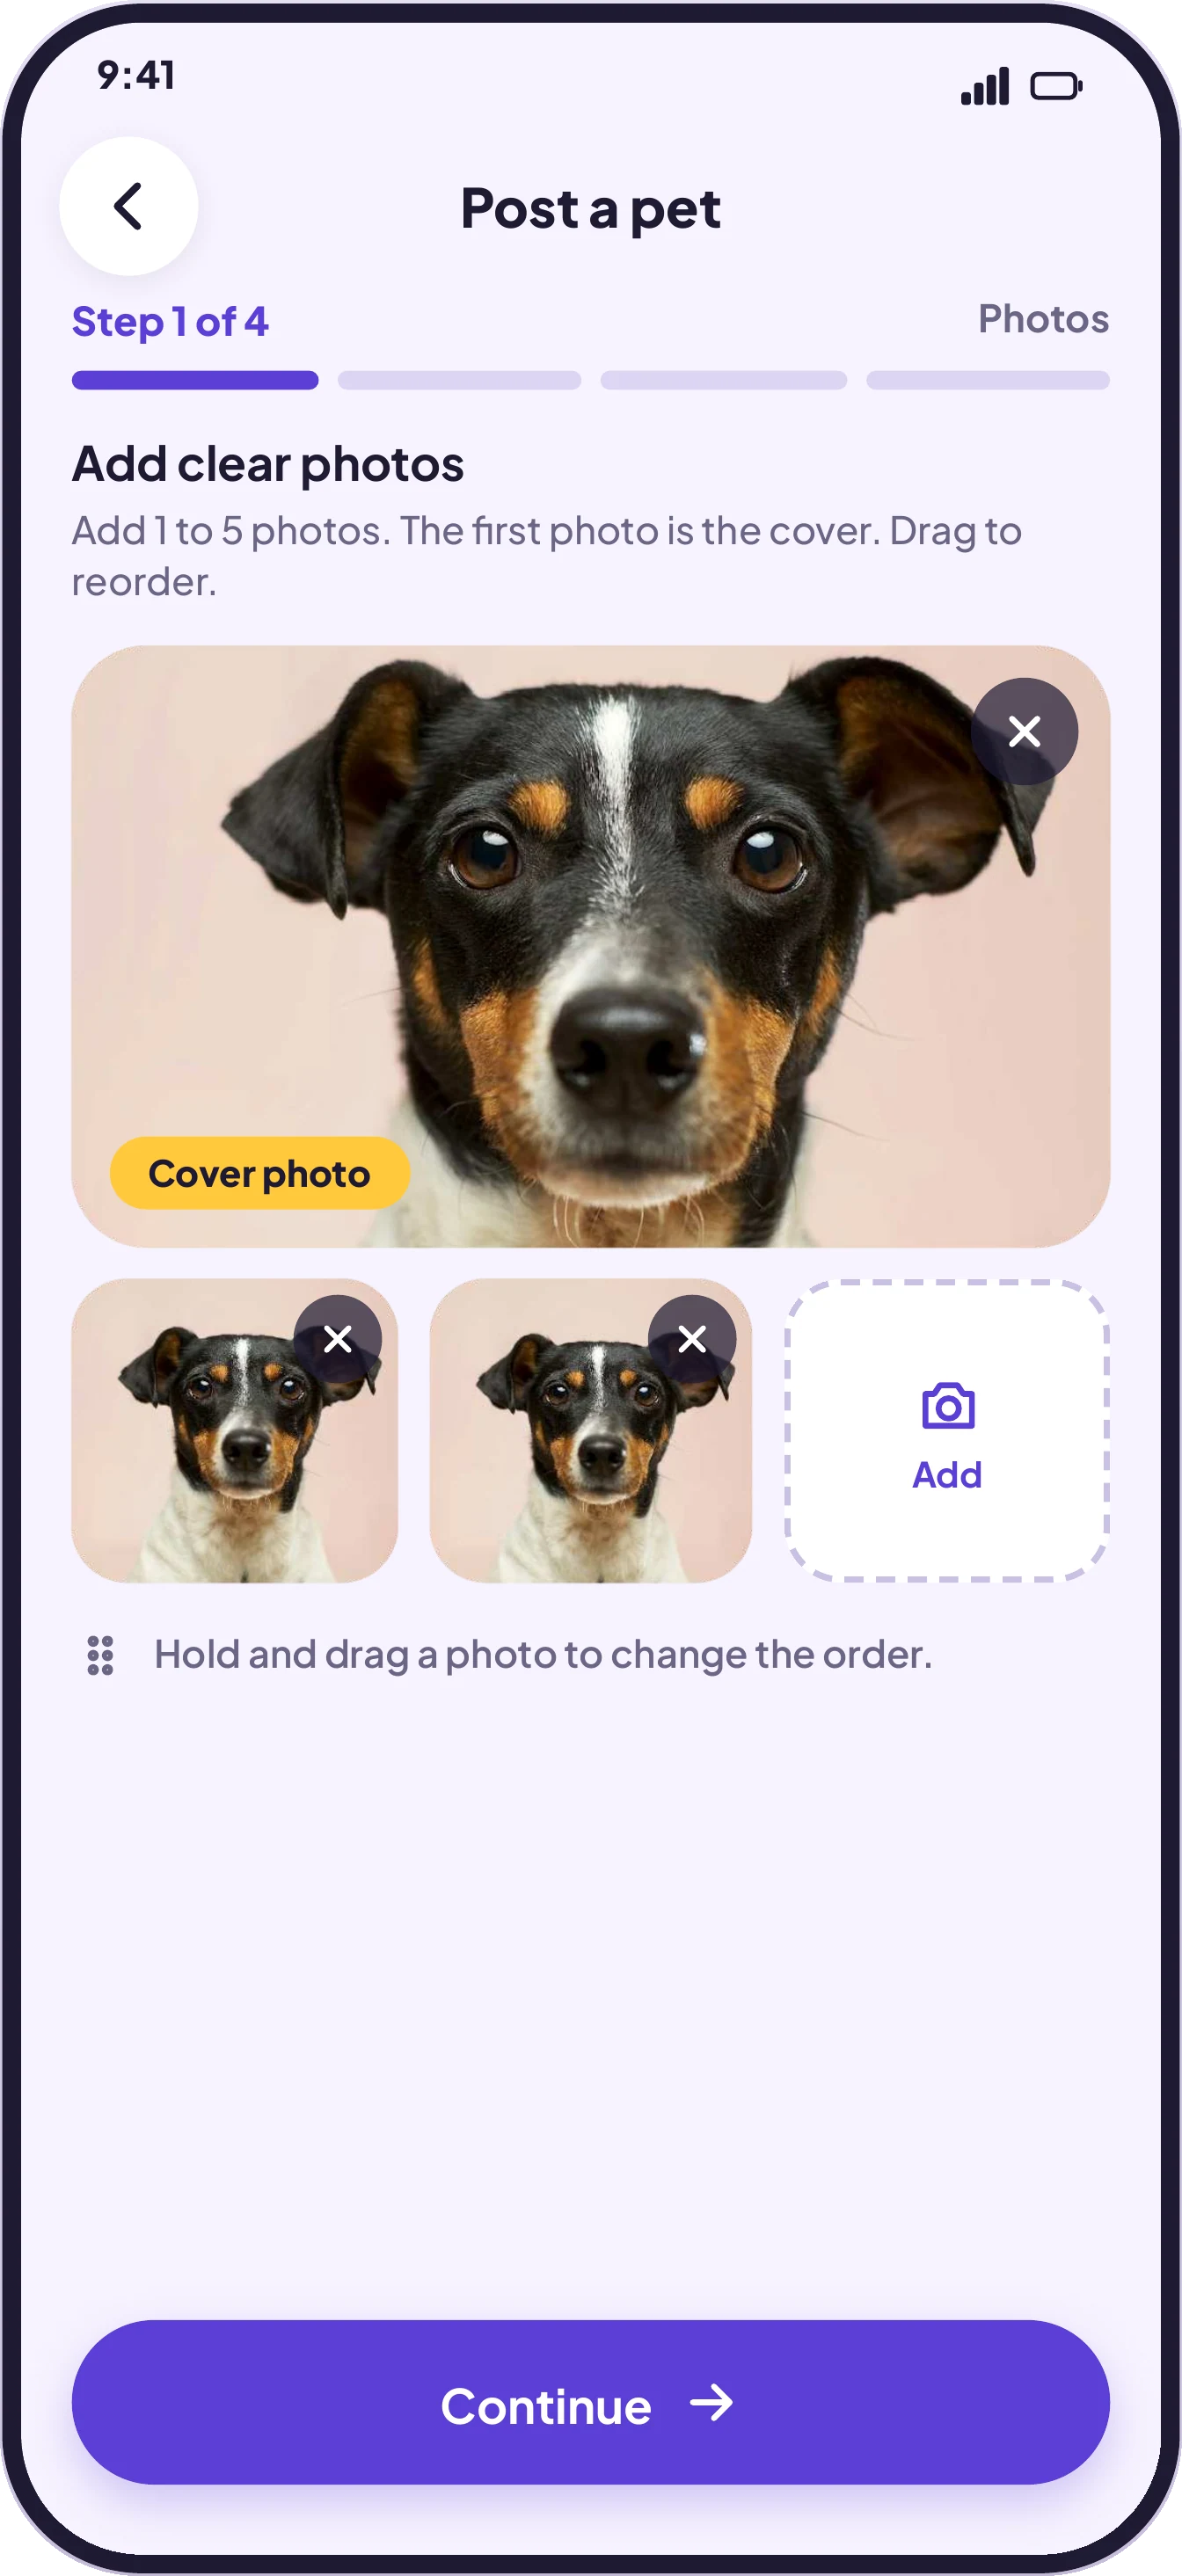 9:41
Post a pet
Step 1 of 4
Photos
Add clear photos
Add 1 to 5 photos. The first photo is the cover. Drag to
reorder.
Cover photo
Add
Hold and drag a photo to change the order.
Continue